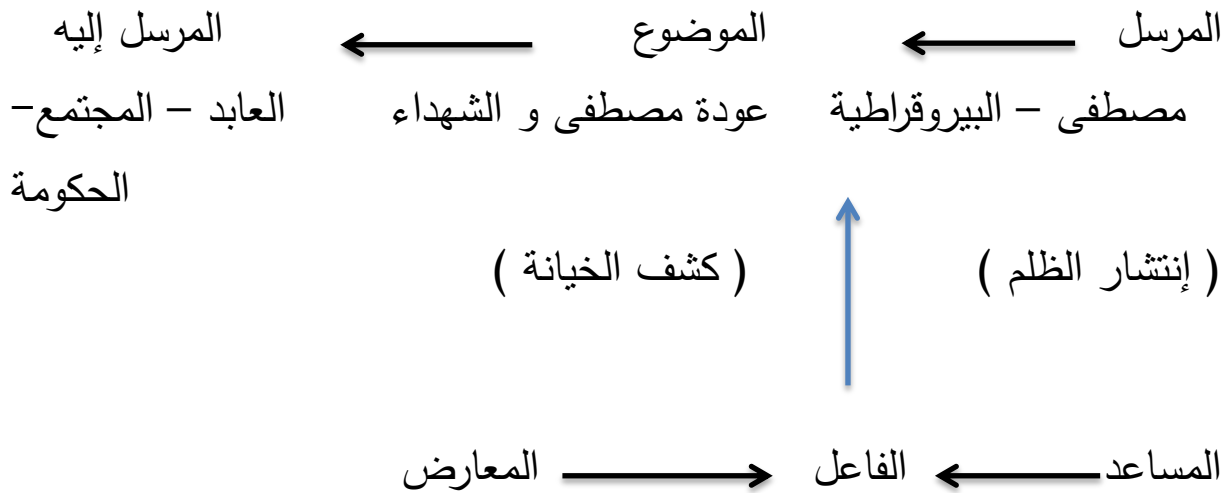 المرسل الموضوع المرسل إليه
مصطفى – البيروقراطية عودة مصطفى و الشهداء العابد – المجتمع–
الحكومة
( إنتشار الظلم ) ( كشف الخيانة )
المساعد الفاعل المعارض